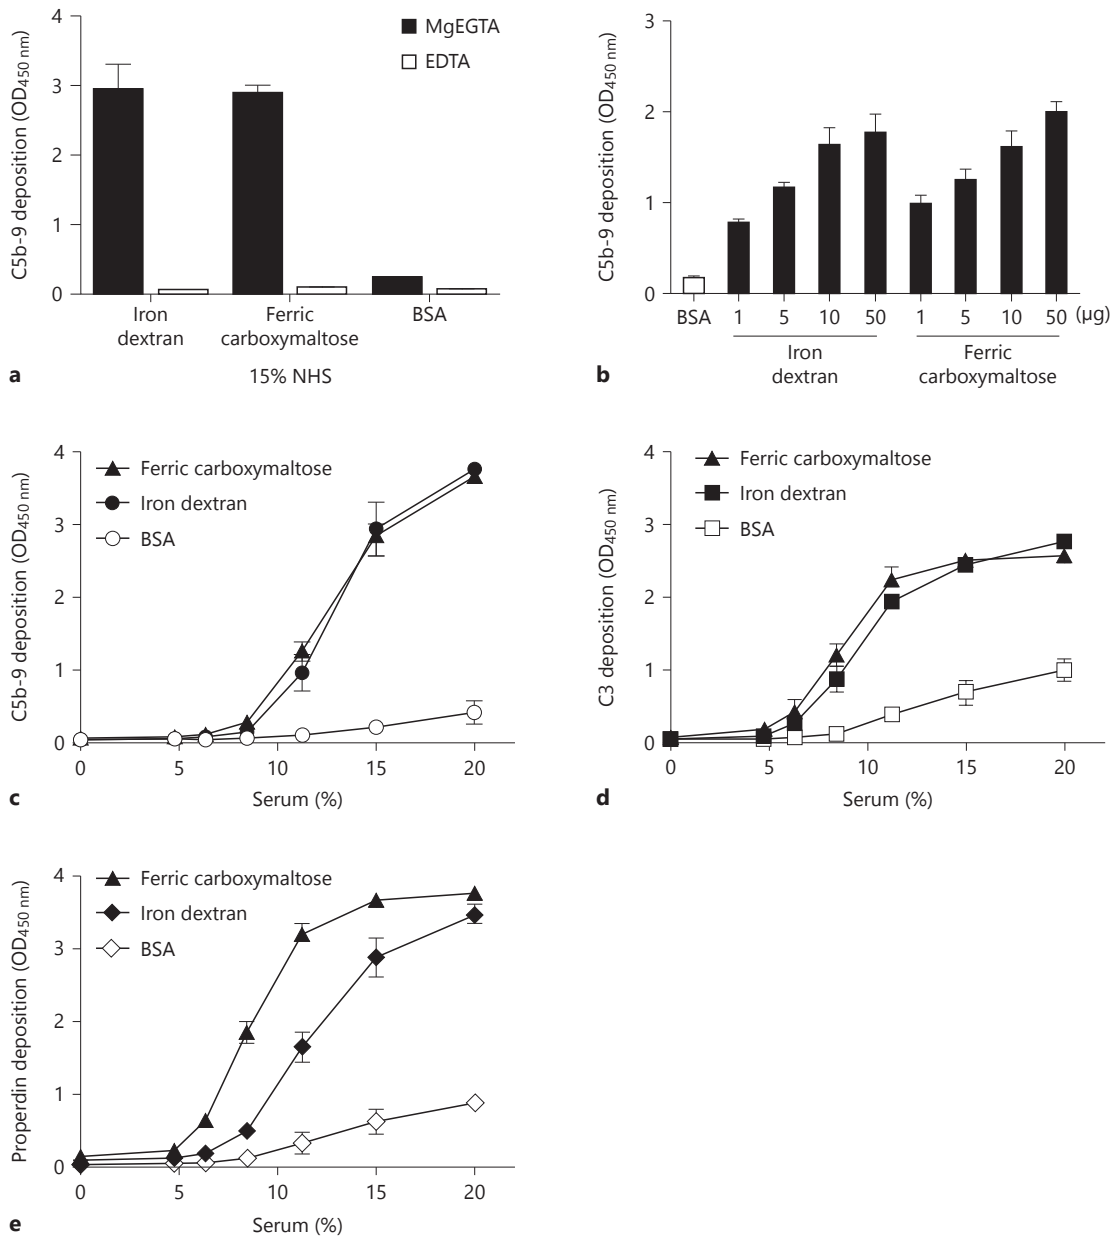 4
3
2
1
0
C5b-9 deposition (OD450 nm)
MgEGTA
EDTA
Iron
dextran
Ferric
carboxymaltose
BSA
15% NHS
a
3
2
1
0
C5b-9 deposition (OD450 nm)
BSA 1 5 10 50 1 5 10 50 (µg)
Iron
dextran
Ferric
carboxymaltose
b
4
3
2
1
0
C5b-9 deposition (OD450 nm)
Ferric carboxymaltose
Iron dextran
BSA
0 5 10 15 20
Serum (%)
c
4
3
2
1
0
C3 deposition (OD450 nm)
Ferric carboxymaltose
Iron dextran
BSA
0 5 10 15 20
Serum (%)
d
4
3
2
1
0
Properdin deposition (OD450 nm)
Ferric carboxymaltose
Iron dextran
BSA
0 5 10 15 20
Serum (%)
e